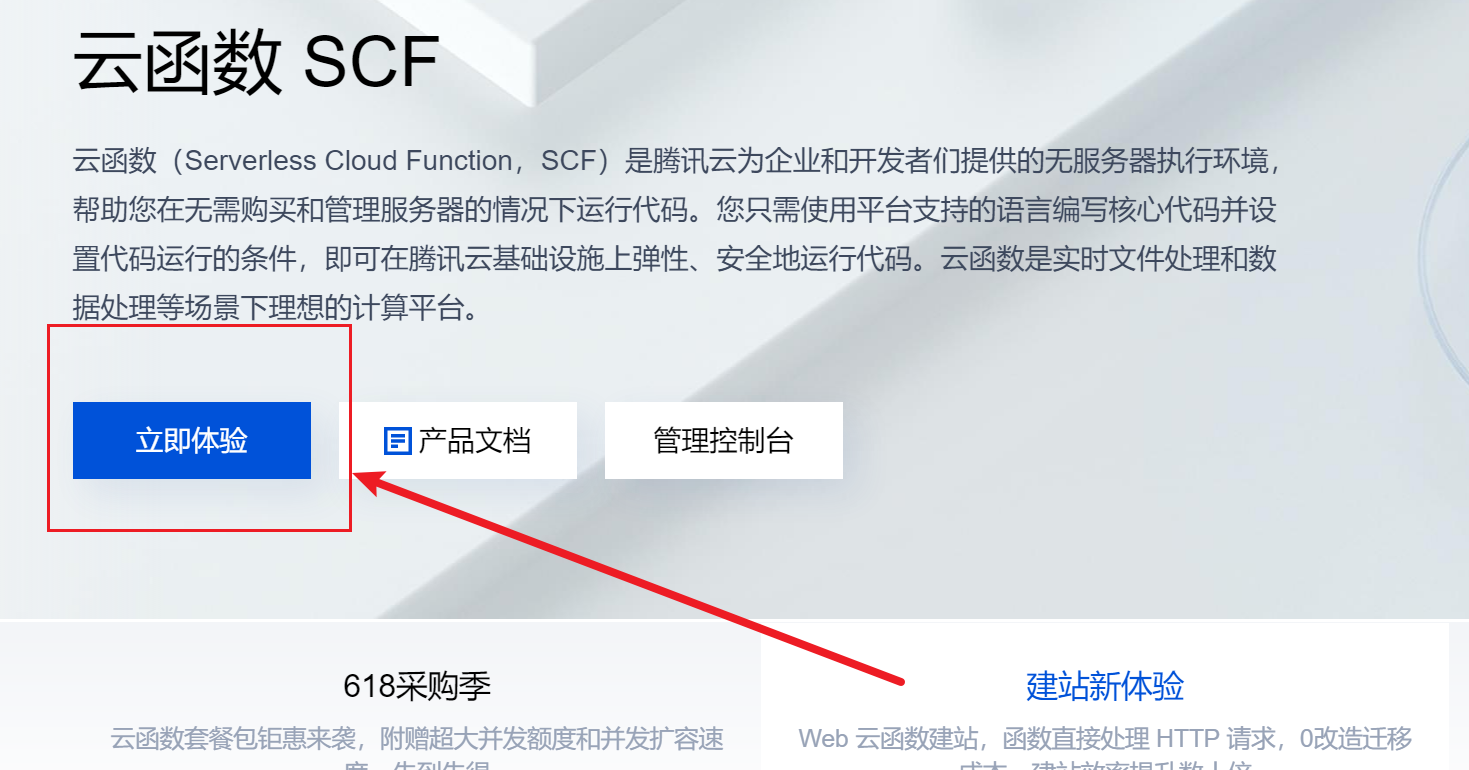 云函数 SCF
云函数（Serverless Cloud Function，SCF）是腾讯云为企业和开发者们提供的无服务器执行环境，
帮助您在无需购买和管理服务器的情况下运行代码。您只需使用平台支持的语言编写核心代码并设
置代码运行的条件，即可在腾讯云基础设施上弹性、安全地运行代码。云函数是实时文件处理和数
据处理等场景下理想的计算平台。
立即体验
产品文档
管理控制台
618采购季
云函数套餐包钜惠来袭，附赠超大并发额度和并发扩容速
建站新体验
Web 云函数建站，函数直接处理 HTTP 请求，0改造迁移